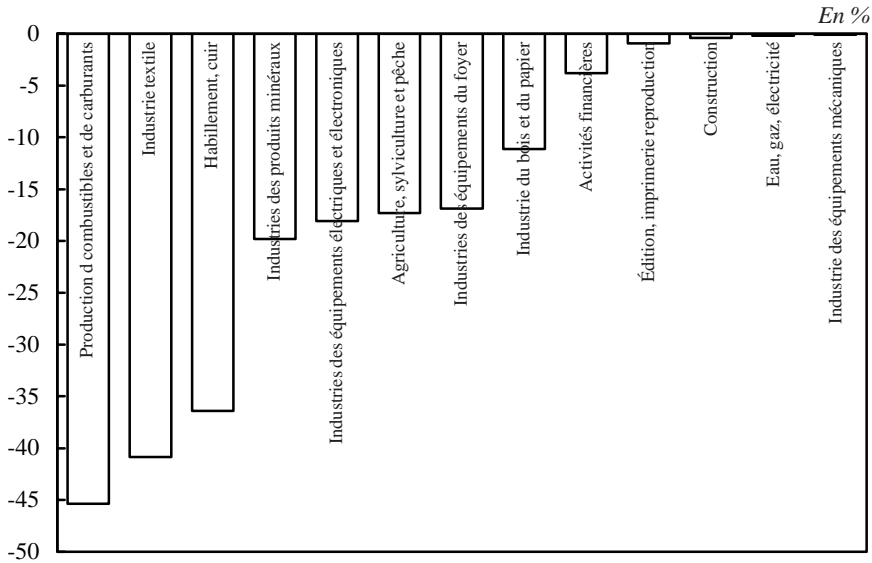 En %
0
-5
-10
-15
-20
-25
-30
-35
-40
-45
-50
Production d combustibles et de carburants
Industrie textile
Habillement, cuir
Industries des produits minéraux
Industries des équipements électriques et électroniques
Agriculture, sylviculture et pêche
Industries des équipements du foyer
Industrie du bois et du papier
Activités financières
Édition, imprimerie reproduction
Construction
Eau, gaz, électricité
Industrie des équipements mécaniques